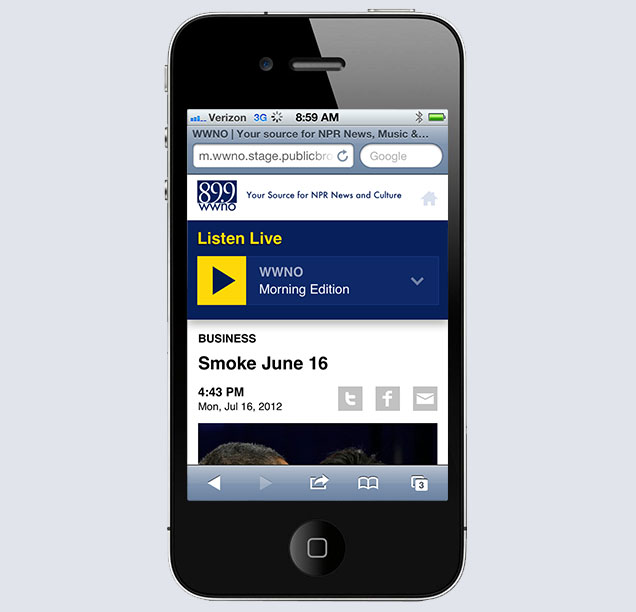 Verizon 3G 8:59 AM
WWNO | Your source for NPR News, Music &...
m.wwno.stage.publicbro
Google
89.9
wwno
Your Source for NPR News and Culture
Listen Live
WWNO
Morning Edition
BUSINESS
Smoke June 16
4:43 PM
Mon, Jul 16, 2012
t f
3